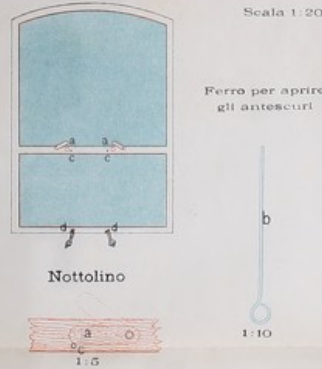 Scala 1:20
Ferro per aprire
gli antescuri
a a
c c
b
d d
Nottolino
a
c
1:5
1:10